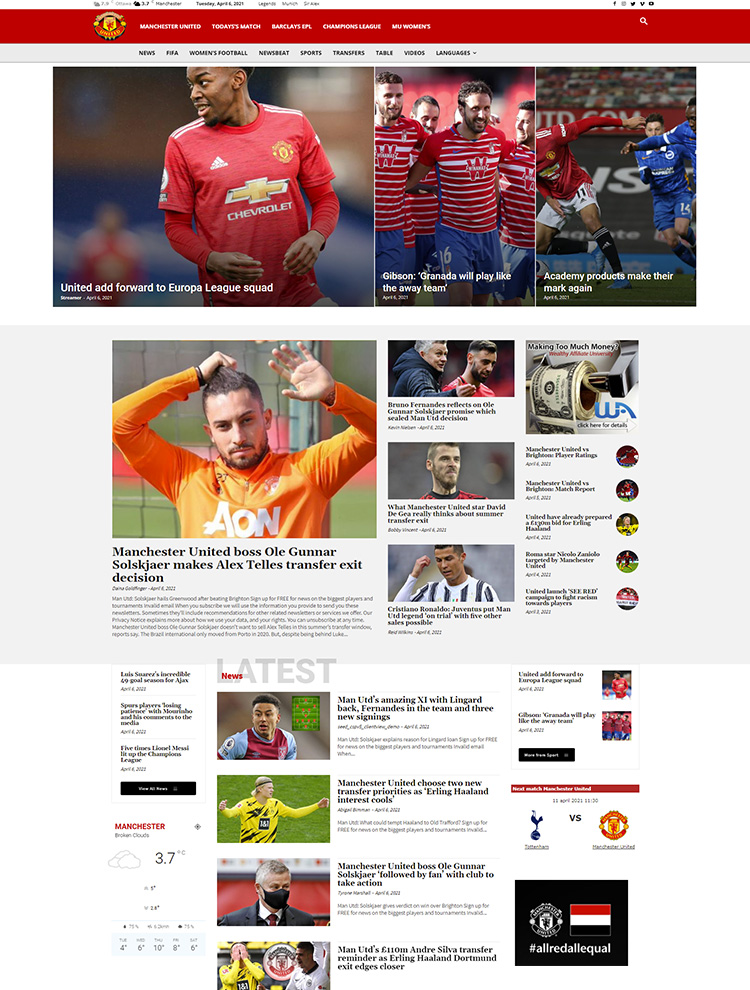 7.9 °C Ottawa 3.7 °C Manchester Tuesday, April 6, 2021 Legends Munich Sir Alex
MANCHESTER UNITED TODAYS'S MATCH BARCLAYS EPL CHAMPIONS LEAGUE MU WOMEN'S
NEWS FIFA WOMEN'S FOOTBALL NEWSBEAT SPORTS TRANSFERS TABLE VIDEOS LANGUAGES
CHEVROLET
United add forward to Europa League squad
Streamer - April 6, 2021
Gibson: 'Granada will play like
the away team'
April 6, 2021
Academy products make their
mark again
April 6, 2021
AON
Manchester United boss Ole Gunnar
Solskjaer makes Alex Telles transfer exit
decision
April 6, 2021
Man Utd: Solskjaer hails Greenwood after beating Brighton Sign up for FREE for news on the biggest players and
tournaments Invalid email When you subscribe we will use the information you provide to send you these
newsletters. Sometimes they'll include recommendations for other related newsletters or services we offer. Our
Privacy Notice explains more about how we use your data, and your rights. You can unsubscribe at any time.
Manchester United boss Ole Gunnar Solskjaer doesn't want to sell Alex Telles in this summer's transfer window,
reports say. The Brazil international only moved from Porto in 2020. But, despite being behind Luke...
Bruno Fernandes reflects on Ole
Gunnar Solskjaer promise which
sealed Man Utd decision
Kevin Nielsen - April 6, 2021
What Manchester United star David
De Gea really thinks about summer
transfer exit
Bobby Vincent - April 6, 2021
Cristiano Ronaldo: Juventus put Man
Utd legend 'on trial' with five other
sales possible
Reid Wilkins - April 6, 2021
Making Too Much Money?
Wealthy Affiliate University
WA
click here for details
Manchester United vs
Brighton: Player Ratings
April 6, 2021
Manchester United vs
Brighton: Match Report
April 5, 2021
United have already prepared
a £130m bid for Erling
Haaland
April 4, 2021
Roma star Nicolo Zaniolo
targeted by Manchester
United
April 4, 2021
United launch 'SEE RED'
campaign to fight racism
towards players
April 3, 2021
Luis Suarez's incredible
49 goal season for Ajax
April 6, 2021
Spurs players 'losing
patience' with Mourinho
and his comments to the
media
April 6, 2021
Five times Lionel Messi
lit up the Champions
League
April 6, 2021
View All News
MANCHESTER
Broken Clouds
3.7 °C
5°
2.8°
75 % 6.2kmh 75 %
TUE WED THU FRI SAT
4° 6° 10° 8° 6°
LATEST
News
Man Utd's amazing XI with Lingard
back, Fernandes in the team and three
new signings
April 6, 2021
Man Utd: Solskjaer explains reason for Lingard loan Sign up for FREE
for news on the biggest players and tournaments Invalid email
When...
Manchester United choose two new
transfer priorities as 'Erling Haaland
interest cools'
Abigail Bimman - April 6, 2021
Man Utd: What could tempt Haaland to Old Trafford? Sign up for
FREE for news on the biggest players and tournaments Invalid
email...
Manchester United boss Ole Gunnar
Solskjaer 'followed by fan' with club to
take action
Tyrone Marshall - April 6, 2021
Man Utd: Solskjaer gives verdict on win over Brighton Sign up for
FREE for news on the biggest players and tournaments Invalid
email...
Man Utd's £110m Andre Silva transfer
reminder as Erling Haaland Dortmund
exit edges closer
United add forward to
Europa League squad
April 6, 2021
Gibson: 'Granada will play
like the away team'
April 6, 2021
More from Sport
Next match Manchester United
11 april 2021 11:30
VS
Tottenham Manchester United
#allredallequal